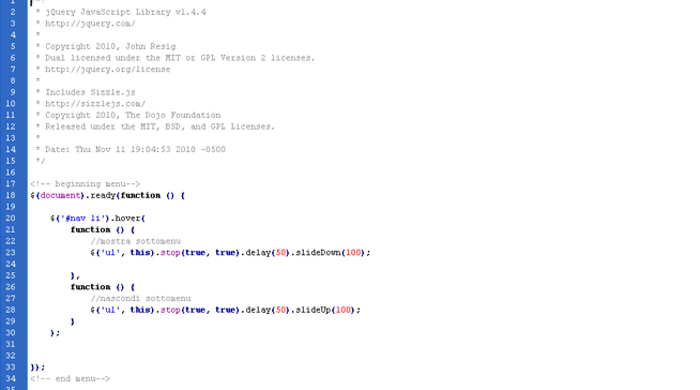 1 /*!
2 * jQuery JavaScript Library v1.4.4
3 * http://jquery.com/
4 *
5 * Copyright 2010, John Resig
6 * Dual licensed under the MIT or GPL Version 2 licenses.
7 * http://jquery.org/license
8 *
9 * Includes Sizzle.js
10 * http://sizzlejs.com/
11 * Copyright 2010, The Dojo Foundation
12 * Released under the MIT, BSD, and GPL Licenses.
13 *
14 * Date: Thu Nov 11 19:04:53 2010 -0500
15 */
16
17 <!-- beginning menu-->
18 $(document).ready(function () {
19
20 $('#nav li').hover(
21 function () {
22 //mostra sottomenu
23 $('ul', this).stop(true, true).delay(50).slideDown(100);
24
25 },
26 function () {
27 //nascondi sottomenu
28 $('ul', this).stop(true, true).delay(50).slideUp(100);
29 }
30 );
31
32
33 });
34 <!-- end menu-->